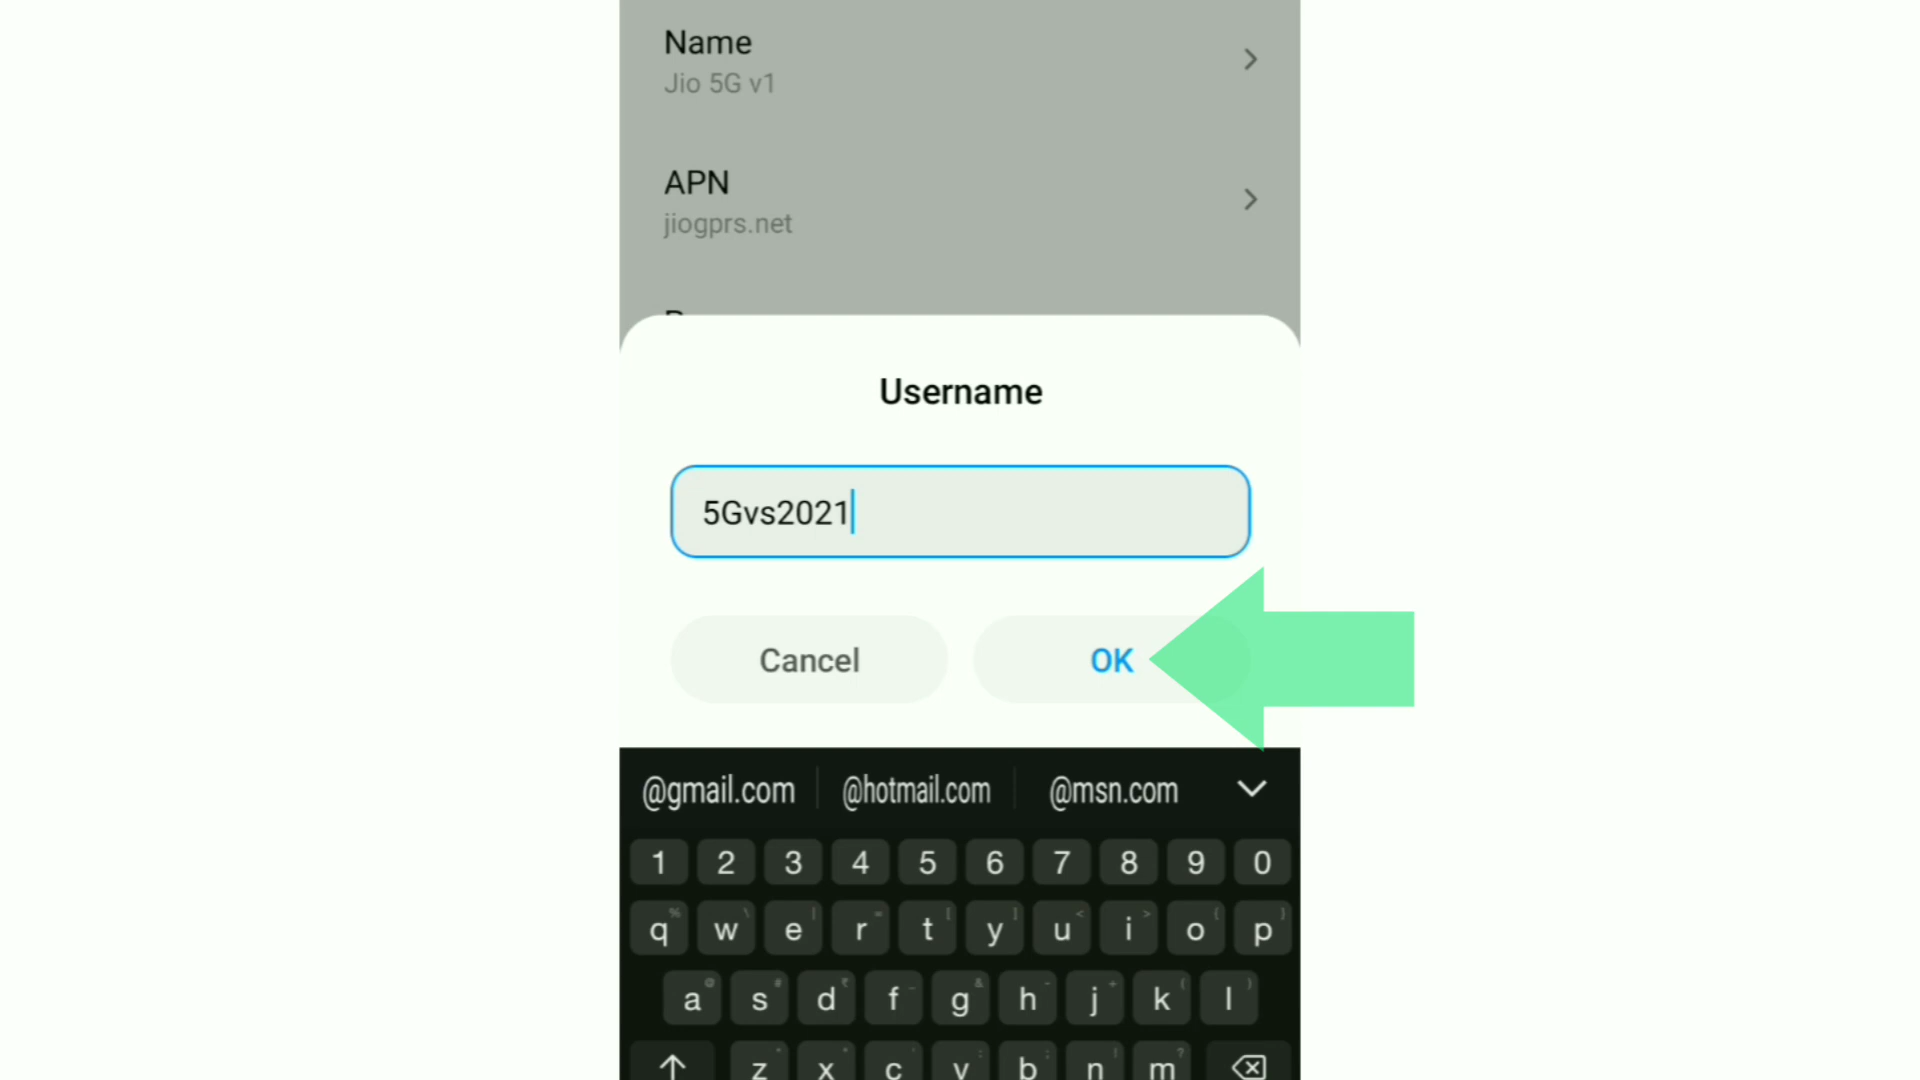 Name
Jio 5G v1
APN
jiogprs.net
Username
5Gvs2021
Cancel OK
@gmail.com @hotmail.com @msn.com
1 2 3 4 5 6 7 8 9 0
q w e r t y u i o p
a s d f g h j k l
z x c v b n m